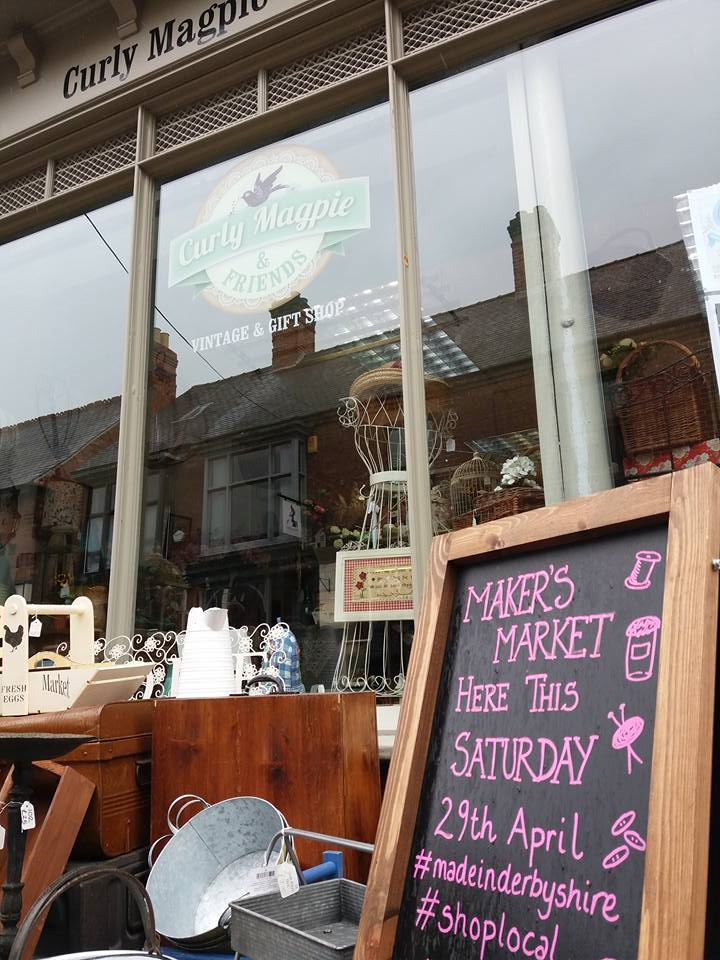 Curly Magpie
Curly Magpie
&
FRIENDS
VINTAGE & GIFT SHOP
FRESH
EGGS
Market
MAKER'S
MARKET
HERE THIS
SATURDAY
29th April
#madeinderbyshire
#shoplocal